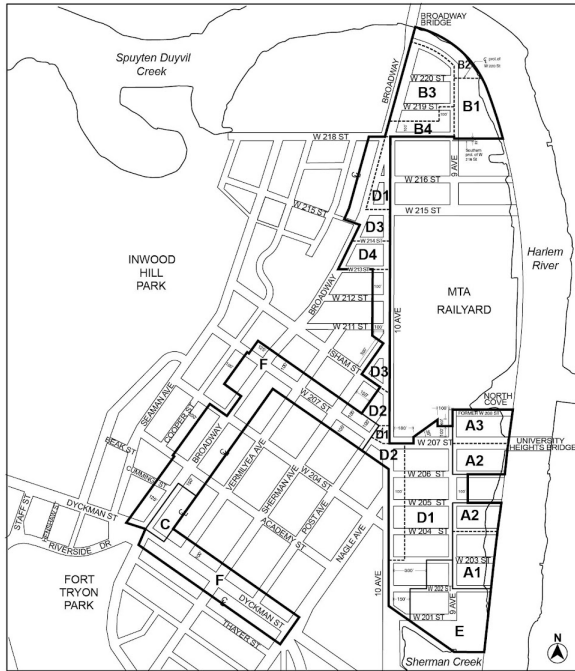 BROADWAY
BRIDGE
Spuyten Duyvil
Creek
BROADWAY
B2
W 220 ST
B3
B1
W 219 ST
B4
W 218 ST
9 AVE
W 216 ST
D1
W 215 ST
W 215 ST
D3
W 214 ST
D4
W 213 ST
Harlem
River
INWOOD
HILL
PARK
BROADWAY
MTA
RAILYARD
W 212 ST
10 AVE
W 211 ST
100'
ISHAM ST
F
D3
W 207 ST
NORTH
COVE
SEAMAN AVE
COOPER ST
D2
FORMER W 208 ST
A3
D1
W 207 ST
UNIVERSITY
HEIGHTS BRIDGE
BROADWAY
D2
A2
BEAK ST
VERMILYEA AVE
W 206 ST
SHERMAN AVE
W 204 ST
CUMMING ST
POST AVE
W 205 ST
A2
DYCKMAN ST
C
ACADEMY ST
D1
STAFF ST
W 204 ST
NAGLE AVE
RIVERSIDE DR
W 203 ST
F
A1
FORT
TRYON
PARK
W 202 ST
DYCKMAN ST
10 AVE
9 AVE
W 201 ST
THAYER ST
E
Sherman Creek
N